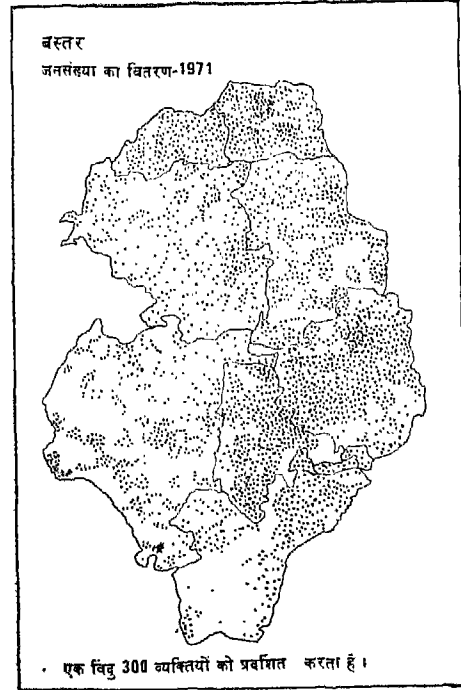 बस्तर
जनसंख्या का वितरण-1971
• एक बिंदु 300 व्यक्तियों को प्रदर्शित करता है।